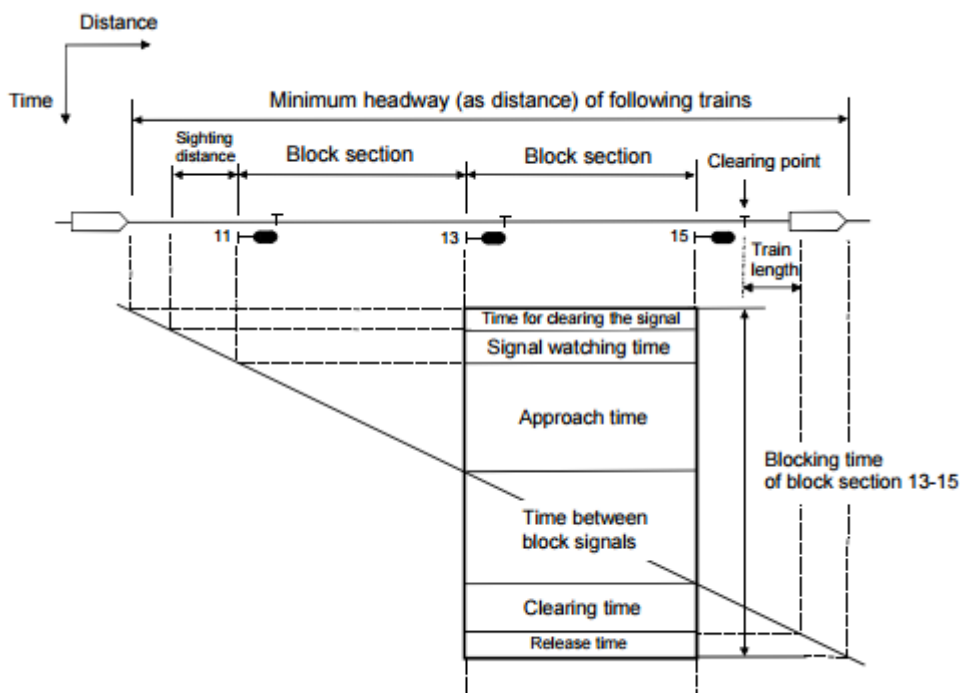 Distance
Time
Minimum headway (as distance) of following trains
Sighting
distance
Block section
Block section
Clearing point
11
13
15
Train
length
Time for clearing the signal
Signal watching time
Approach time
Blocking time
of block section 13-15
Time between
block signals
Clearing time
Release time